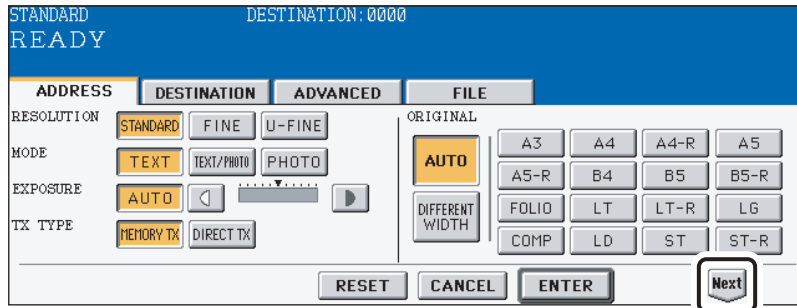 STANDARD DESTINATION:0000
READY
ADDRESS DESTINATION ADVANCED FILE
RESOLUTION STANDARD FINE U-FINE
MODE TEXT TEXT/PHOTO PHOTO
EXPOSURE AUTO
TX TYPE MEMORY TX DIRECT TX
ORIGINAL
AUTO
DIFFERENT
WIDTH
A3 A4 A4-R A5
A5-R B4 B5 B5-R
FOLIO LT LT-R LG
COMP LD ST ST-R
RESET CANCEL ENTER Next